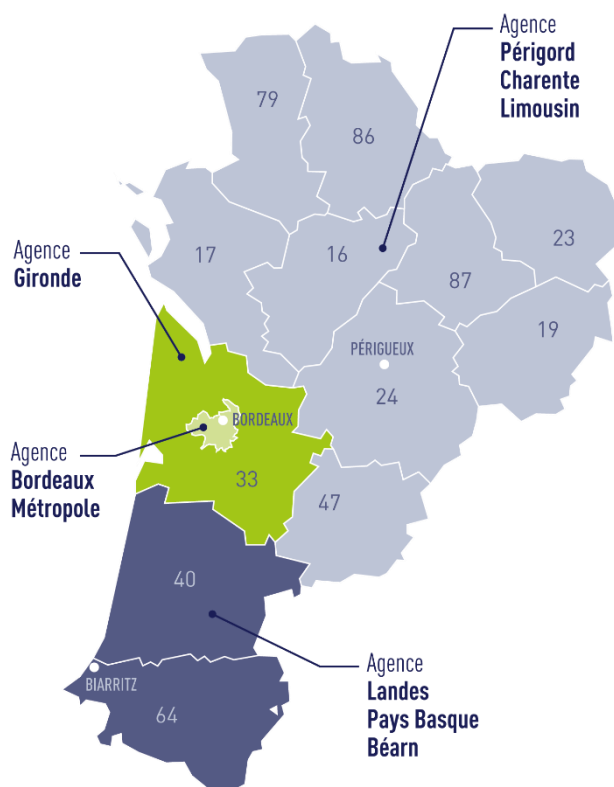 Agence
Périgord
Charente
Limousin
79
86
23
17
16
87
Agence
Gironde
19
PÉRIGUEUX
24
BORDEAUX
Agence
Bordeaux
Métropole
33
47
40
Agence
Landes
Pays Basque
Béarn
BIARRITZ
64